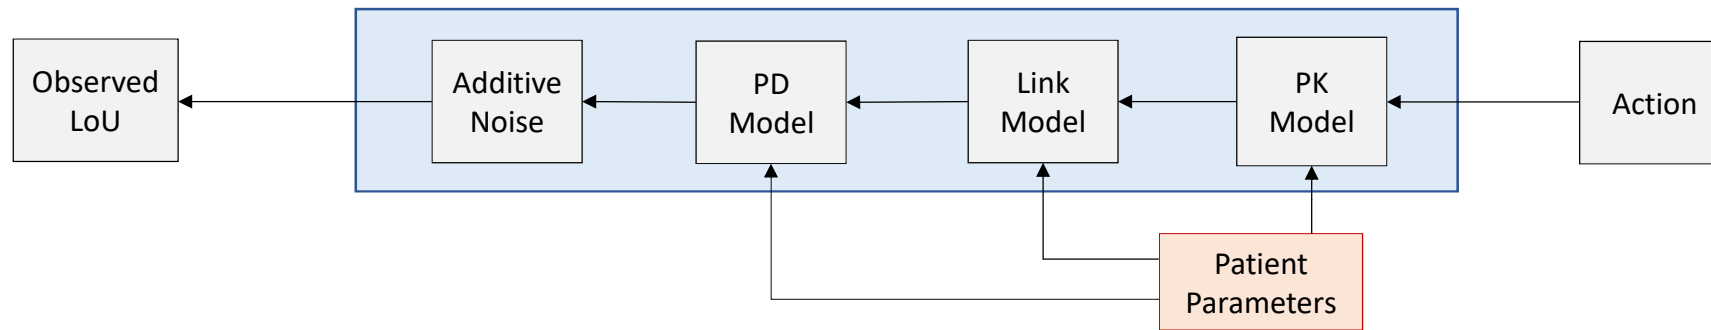 Observed
LoU
Additive
Noise
PD
Model
Link
Model
PK
Model
Action
Patient
Parameters